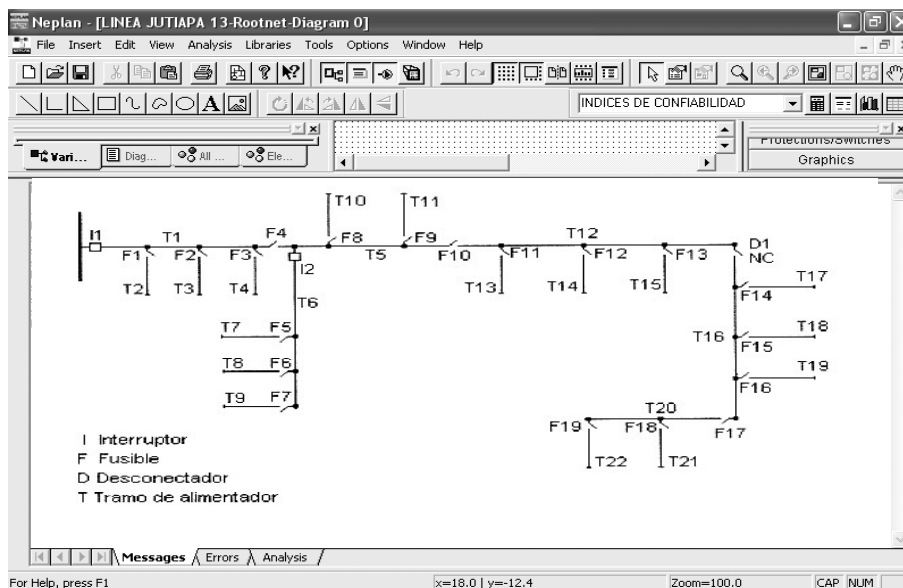 Neplan - [LINEA JUTIAPA 13-Rootnet-Diagram 0]
File Insert Edit View Analysis Libraries Tools Options Window Help
A INDICES DE CONFIABILIDAD
Vari... Diag... All ... Ele...
Protections/Switches
Graphics
T10 T11
I1 T1 F4 F8 F9 T12 D1
F1 F2 F3 I2 T5 F10 F11 F12 F13 NC
T2 T3 T4 T13 T14 T15 T17
T6 F14
T7 F5 T16 T18
F15
T8 F6 T19
F16
T9 F7 T20
F19 F18 F17
T22 T21
I Interruptor
F Fusible
D Desconectador
T Tramo de alimentador
Messages Errors Analysis
For Help, press F1 x=18.0 | y=-12.4 Zoom=100.0 CAP NUM